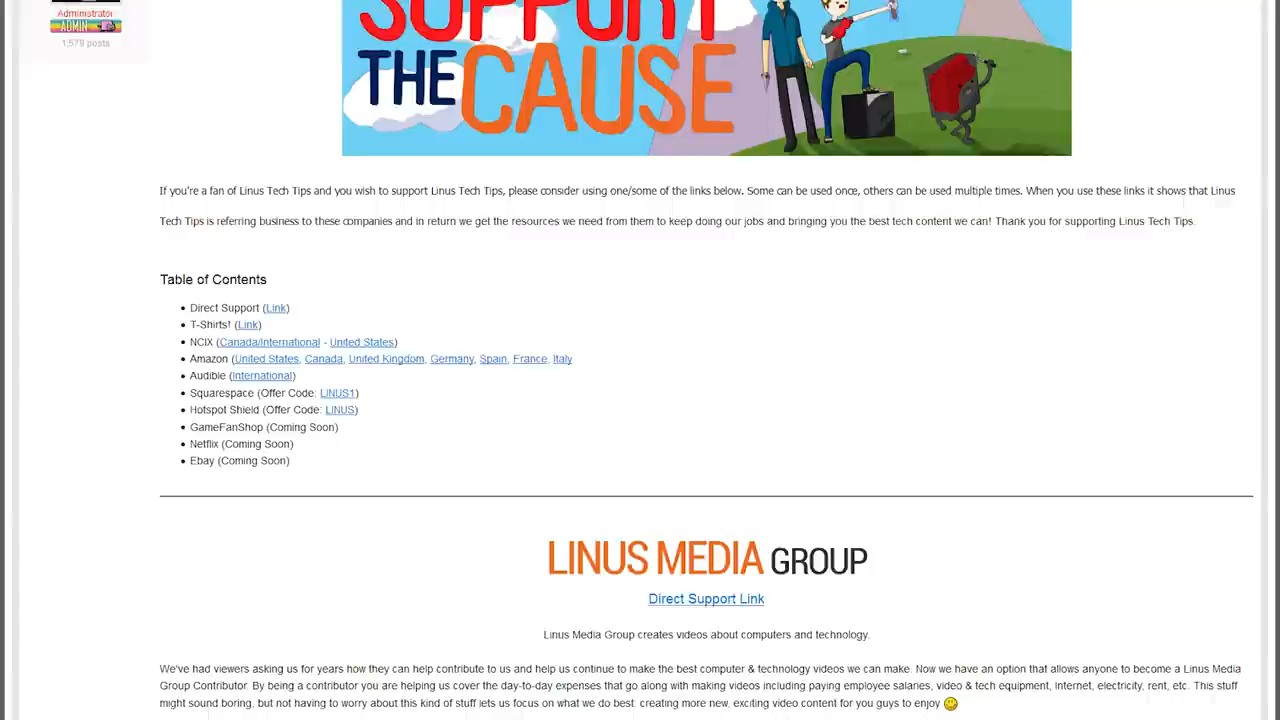 Administrator
ADMIN
1,579 posts
SUPPORT
THE CAUSE
If you're a fan of Linus Tech Tips and you wish to support Linus Tech Tips, please consider using one/some of the links below. Some can be used once, others can be used multiple times. When you use these links it shows that Linus
Tech Tips is referring business to these companies and in return we get the resources we need from them to keep doing our jobs and bringing you the best tech content we can! Thank you for supporting Linus Tech Tips.
Table of Contents
• Direct Support (Link)
• T-Shirts! (Link)
• NCIX (Canada/International - United States)
• Amazon (United States, Canada, United Kingdom, Germany, Spain, France, Italy
• Audible (International)
• Squarespace (Offer Code: LINUS1)
• Hotspot Shield (Offer Code: LINUS)
• GameFanShop (Coming Soon)
• Netflix (Coming Soon)
• Ebay (Coming Soon)
LINUS MEDIA GROUP
Direct Support Link
Linus Media Group creates videos about computers and technology.
We've had viewers asking us for years how they can help contribute to us and help us continue to make the best computer & technology videos we can make. Now we have an option that allows anyone to become a Linus Media
Group Contributor. By being a contributor you are helping us cover the day-to-day expenses that go along with making videos including paying employee salaries, video & tech equipment, Internet, electricity, rent, etc. This stuff
might sound boring, but not having to worry about this kind of stuff lets us focus on what we do best: creating more new, exciting video content for you guys to enjoy